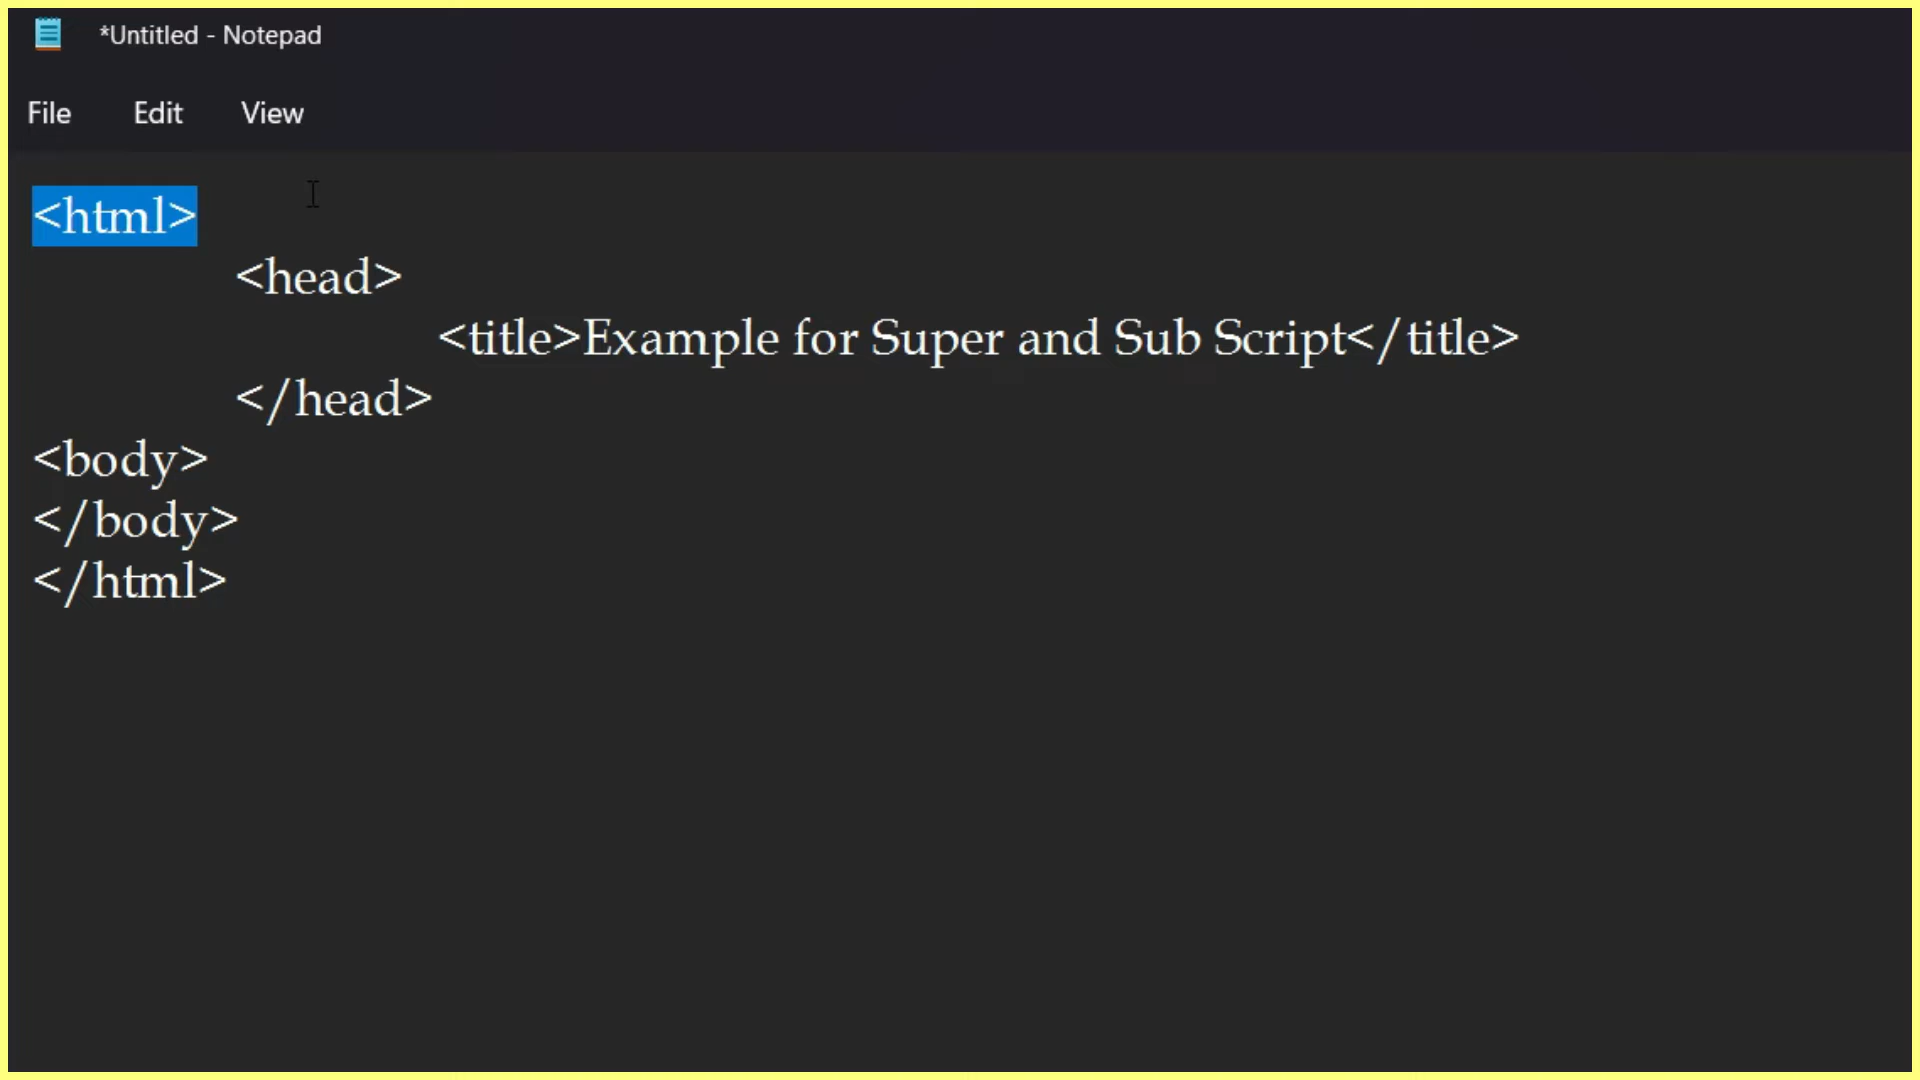 *Untitled - Notepad
File Edit View
<html>
<head>
<title>Example for Super and Sub Script</title>
</head>
<body>
</body>
</html>